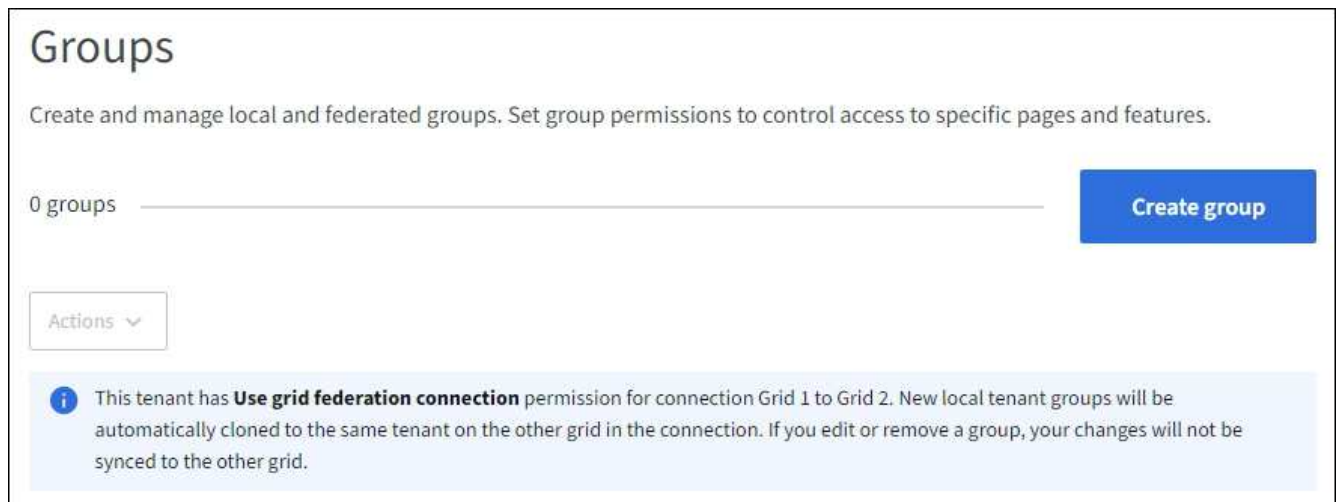 Groups
Create and manage local and federated groups. Set group permissions to control access to specific pages and features.
0 groups
Create group
Actions
This tenant has Use grid federation connection permission for connection Grid 1 to Grid 2. New local tenant groups will be
automatically cloned to the same tenant on the other grid in the connection. If you edit or remove a group, your changes will not be
synced to the other grid.